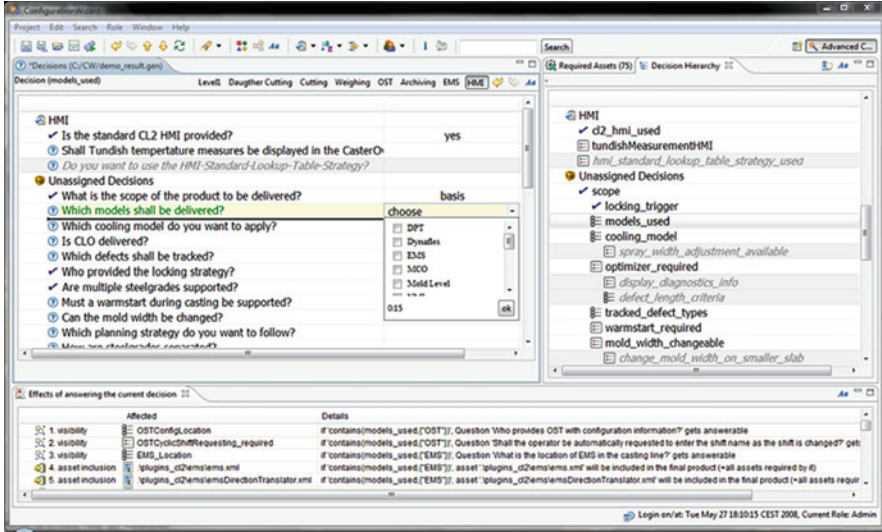 ConfigurationWizard
Project Edit Search Role Window Help
Search
Advanced C...
*Decisions (C:/CW/demo_result.gen)
Decision (models_used)
Level1 Daugther Cutting Cutting Weighing OST Archiving EMS HMI
HMI
Is the standard CL2 HMI provided? yes
Shall Tundish tempertature measures be displayed in the CasterOv
Do you want to use the HMI-Standard-Lookup-Table-Strategy?
Unassigned Decisions
What is the scope of the product to be delivered? basis
Which models shall be delivered? choose
Which cooling model do you want to apply?
Is CLO delivered?
Which defects shall be tracked?
Who provided the locking strategy?
Are multiple steelgrades supported?
Must a warmstart during casting be supported?
Can the mold width be changed?
Which planning strategy do you want to follow?
How are steelgrades separated?
DPT
Dynaflex
EMS
MCO
Mold Level
0:15 ok
Required Assets (75) Decision Hierarchy
HMI
cl2_hmi_used
tundishMeasurementHMI
hmi_standard_lookup_table_strategy_used
Unassigned Decisions
scope
locking_trigger
models_used
cooling_model
spray_width_adjustment_available
optimizer_required
display_diagnostics_info
defect_length_criteria
tracked_defect_types
warmstart_required
mold_width_changeable
change_mold_width_on_smaller_slab
Effects of answering the current decision
Affected Details
1. visibility OSTConfigLocation if 'contains(models_used,{"OST"})', Question 'Who provides OST with configuration information?' gets answerable
2. visibility OSTCyclicShiftRequesting_required if 'contains(models_used,{"OST"})', Question 'Shall the operator be automatically requested to enter the shift name as the shift is changed?' gets
3. visibility EMS_Location if 'contains(models_used,{"EMS"})', Question 'What is the location of EMS in the casting line?' gets answerable
4. asset inclusion \plugins_cl2\ems\ems.xml if 'contains(models_used,{"EMS"})', asset '.\plugins_cl2\ems\ems.xml' will be included in the final product (+all assets required by it)
5. asset inclusion \plugins_cl2\ems\emsDirectionTranslator.xml if 'contains(models_used,{"EMS"})', asset '.\plugins_cl2\ems\emsDirectionTranslator.xml' will be included in the final product (+all assets requir
Login on/at: Tue May 27 18:10:15 CEST 2008, Current Role: Admin